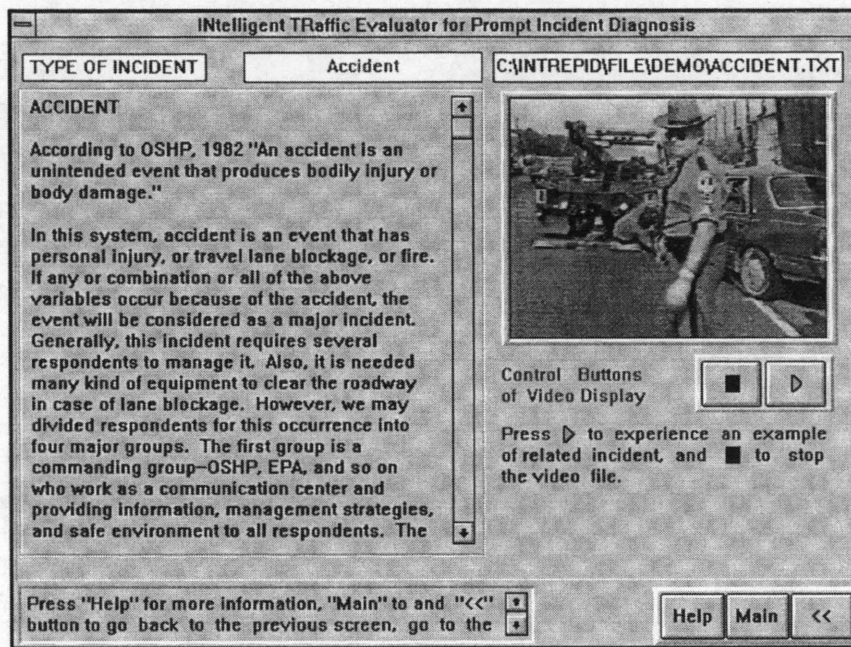 INtelligent TRaffic Evaluator for Prompt Incident Diagnosis
TYPE OF INCIDENT
Accident
C:\INTREPID\FILE\DEMO\ACCIDENT.TXT
ACCIDENT
According to OSHP, 1982 "An accident is an
unintended event that produces bodily injury or
body damage."
In this system, accident is an event that has
personal injury, or travel lane blockage, or fire.
If any or combination or all of the above
variables occur because of the accident, the
event will be considered as a major incident.
Generally, this incident requires several
respondents to manage it. Also, it is needed
many kind of equipment to clear the roadway
in case of lane blockage. However, we may
divided respondents for this occurrence into
four major groups. The first group is a
commanding group–OSHP, EPA, and so on
who work as a communication center and
providing information, management strategies,
and safe environment to all respondents. The
Control Buttons
of Video Display
Press ▷ to experience an example
of related incident, and ■ to stop
the video file.
Press "Help" for more information, "Main" to and "<<"
button to go back to the previous screen, go to the
Help
Main
<<